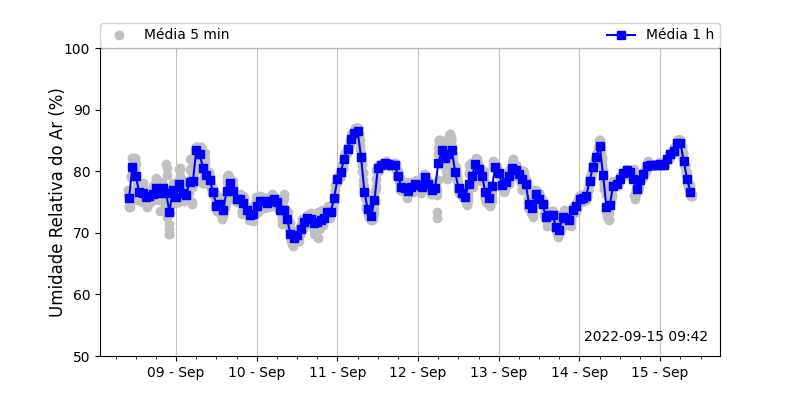 Média 5 min
Média 1 h
Umidade Relativa do Ar (%)
100
90
80
70
60
50
2022-09-15 09:42
09 - Sep
10 - Sep
11 - Sep
12 - Sep
13 - Sep
14 - Sep
15 - Sep